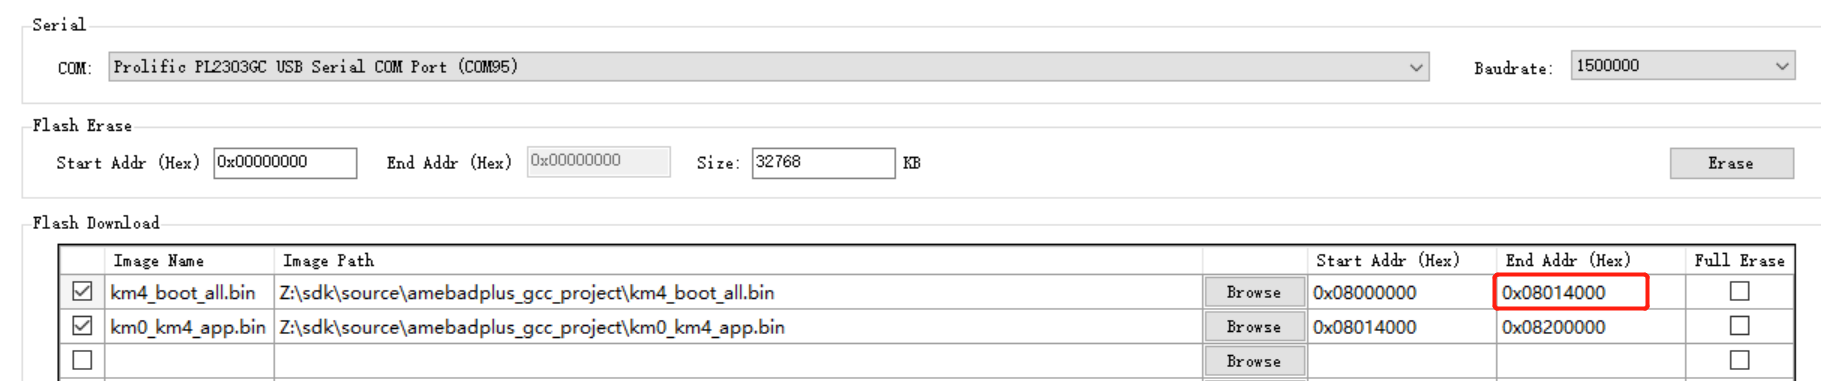 Serial
COM: Prolific PL2303GC USB Serial COM Port (COM95) Baudrate: 1500000
Flash Erase
Start Addr (Hex) 0x00000000 End Addr (Hex) 0x00000000 Size: 32768 KB Erase
Flash Download
Image Name Image Path Start Addr (Hex) End Addr (Hex) Full Erase
km4_boot_all.bin Z:\sdk\source\amebadplus_gcc_project\km4_boot_all.bin Browse 0x08000000 0x08014000
km0_km4_app.bin Z:\sdk\source\amebadplus_gcc_project\km0_km4_app.bin Browse 0x08014000 0x08200000
Browse